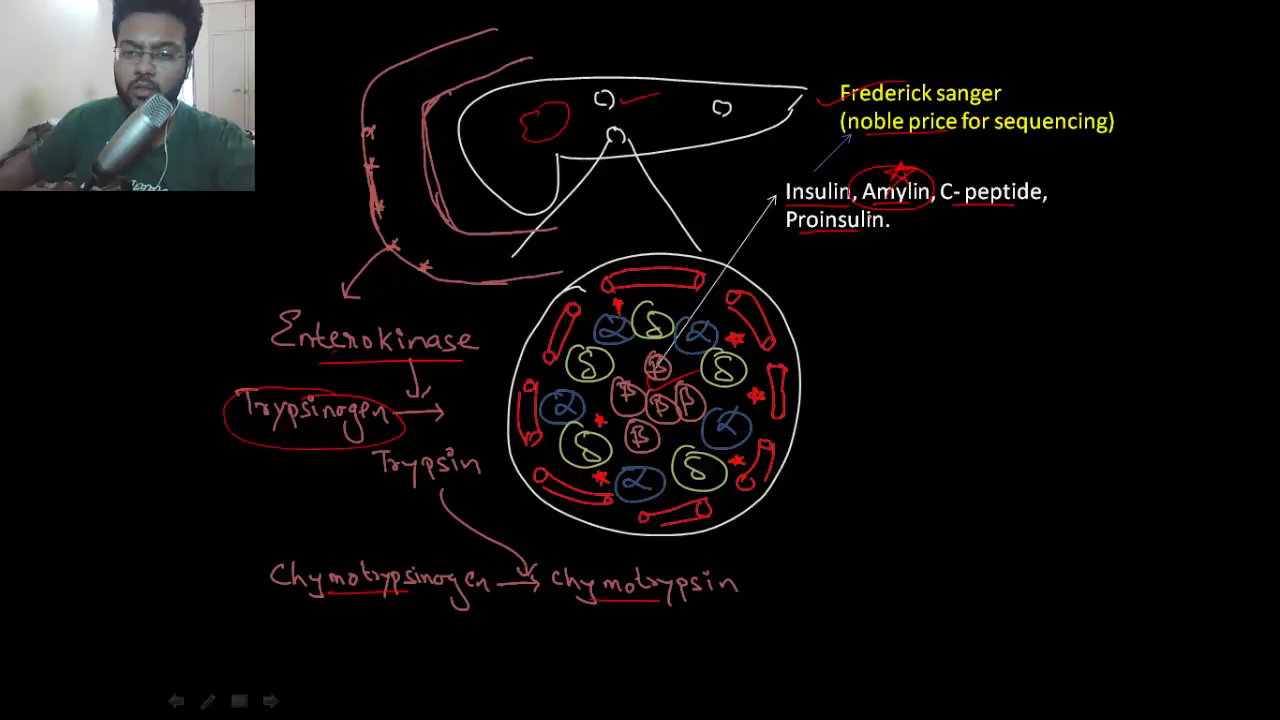 Frederick sanger
(noble price for sequencing)
Insulin, Amylin, C- peptide,
Proinsulin.
Enterokinase
Trypsinogen
Trypsin
Chymotrypsinogen → chymotrypsin
α δ α
δ β δ
β β β
α α
δ β
δ
α